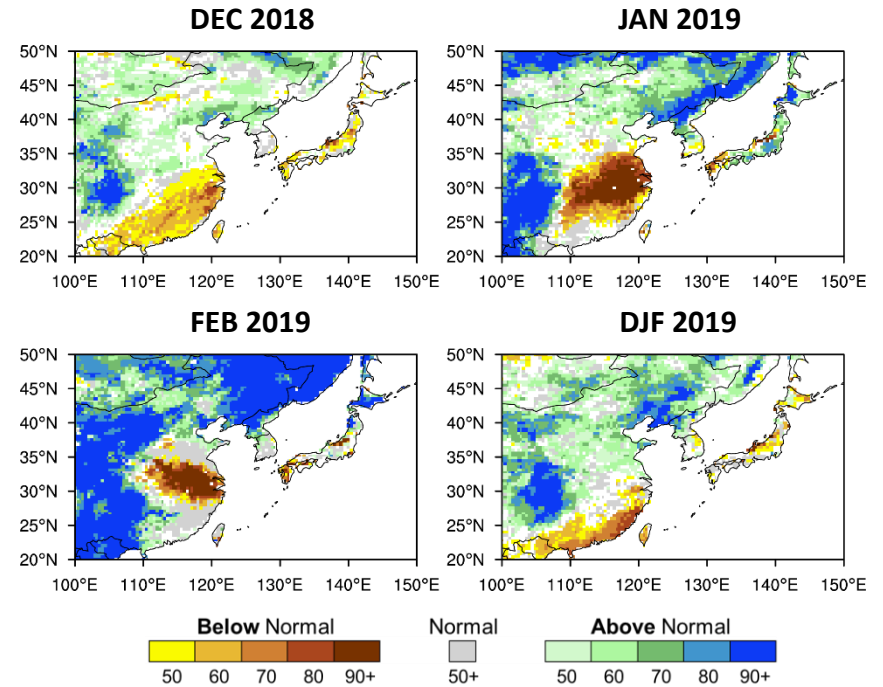 DEC 2018
JAN 2019
50°N
45°N
40°N
35°N
30°N
25°N
20°N
100°E 110°E 120°E 130°E 140°E 150°E
50°N
45°N
40°N
35°N
30°N
25°N
20°N
100°E 110°E 120°E 130°E 140°E 150°E
FEB 2019
DJF 2019
50°N
45°N
40°N
35°N
30°N
25°N
20°N
100°E 110°E 120°E 130°E 140°E 150°E
50°N
45°N
40°N
35°N
30°N
25°N
20°N
100°E 110°E 120°E 130°E 140°E 150°E
Below Normal
50 60 70 80 90+
Normal
50+
Above Normal
50 60 70 80 90+